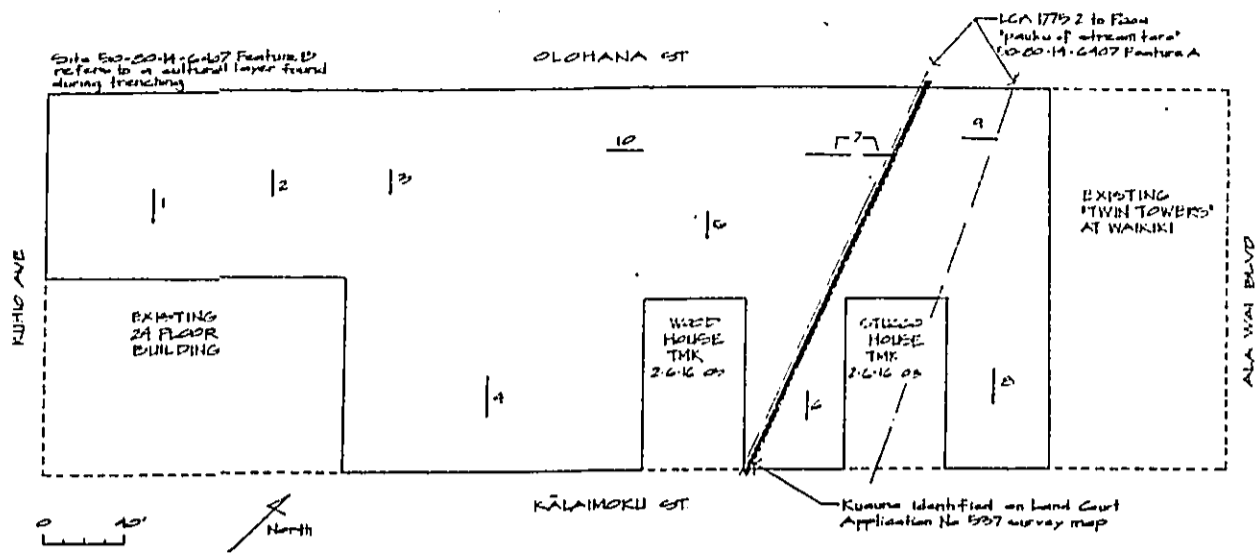 Site 50-80-14-6407 Feature B
refers to a cultural layer found
during trenching
OLOHANA ST
LCA 1775 2 to Paoa
"pauku of stream taro"
50-80-14-6407 Feature A
1
2
3
10
7
9
5
KUHIO AVE
EXISTING
24 FLOOR
BUILDING
4
WOOD
HOUSE
TMK
2-6-16
6
STUCCO
HOUSE
TMK
2-6-16
8
EXISTING
"TWIN TOWERS"
AT WAIKIKI
ALA WAI BLVD
KĀLAIMOKU ST
Kuauna Identified on Land Court
Application No 537 survey map
0 40'
North